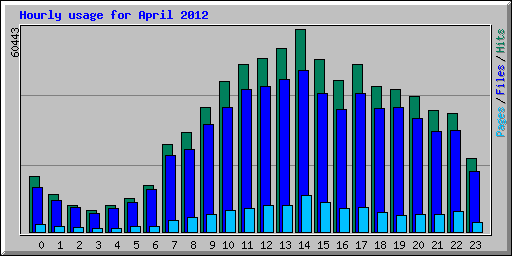 Hourly usage for April 2012
60443
Pages/Files/Hits
0 1 2 3 4 5 6 7 8 9 10 11 12 13 14 15 16 17 18 19 20 21 22 23